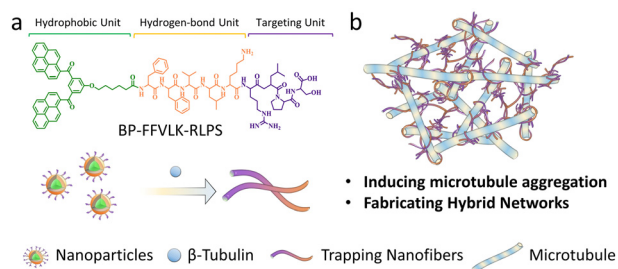 a
Hydrophobic Unit Hydrogen-bond Unit Targeting Unit
BP-FFVLK-RLPS
β-Tubulin
b
• Inducing microtubule aggregation
• Fabricating Hybrid Networks
Nanoparticles β-Tubulin Trapping Nanofibers Microtubule